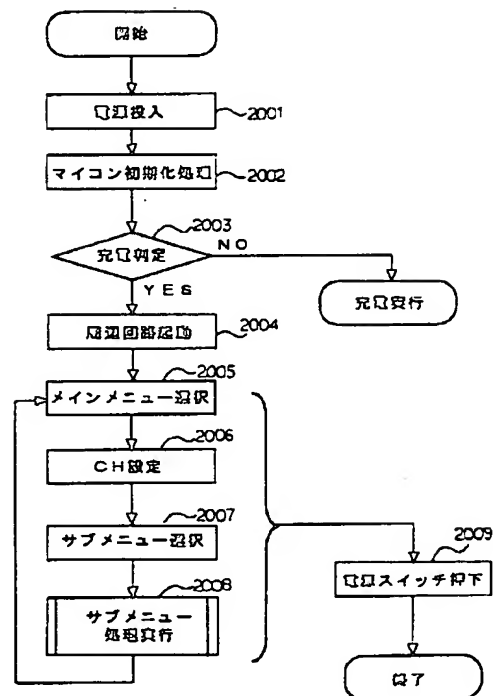 開始
電源投入
2001
マイコン初期化処理
2002
2003
充電判定
NO
YES
充電実行
周辺回路起動
2004
2005
メインメニュー選択
2006
CH設定
2007
サブメニュー選択
2008
サブメニュー
処理実行
2009
電源スイッチ押下
終了